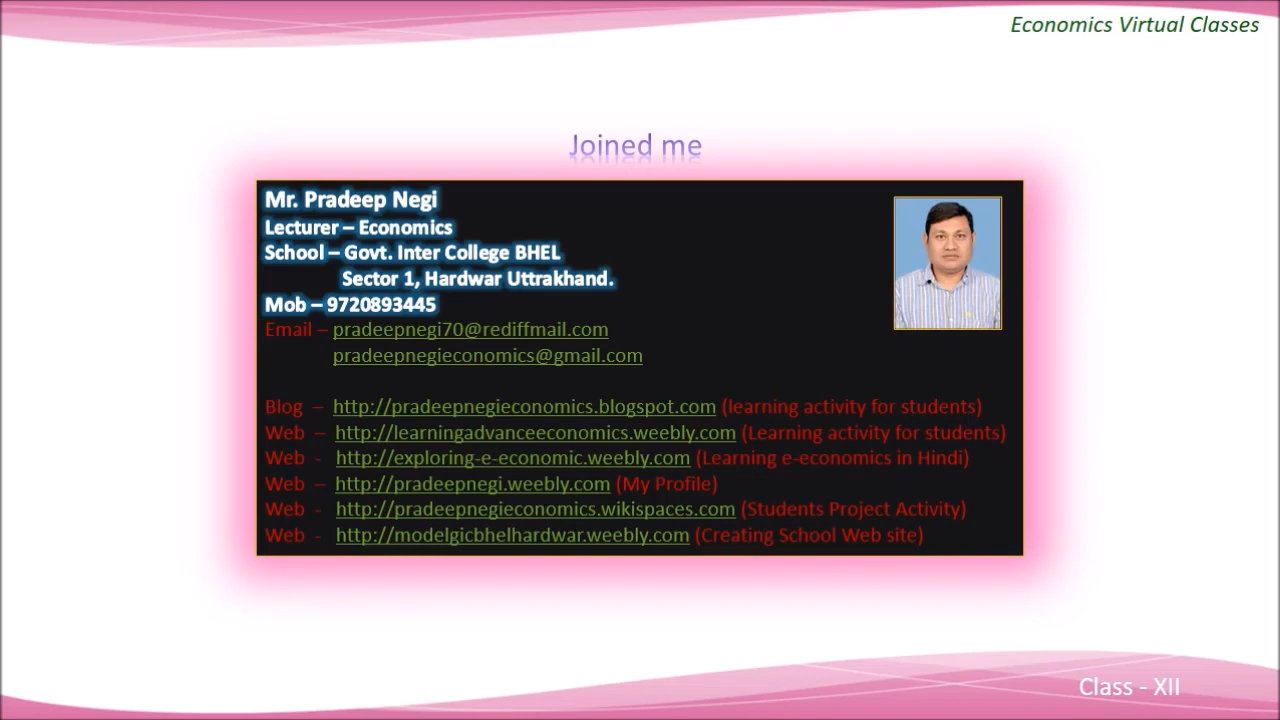 Economics Virtual Classes
Joined me
Mr. Pradeep Negi
Lecturer – Economics
School – Govt. Inter College BHEL
Sector 1, Hardwar Uttrakhand.
Mob – 9720893445
Email – pradeepnegi70@rediffmail.com
pradeepnegieconomics@gmail.com
Blog – http://pradeepnegieconomics.blogspot.com (learning activity for students)
Web – http://learningadvanceeconomics.weebly.com (Learning activity for students)
Web - http://exploring-e-economic.weebly.com (Learning e-economics in Hindi)
Web – http://pradeepnegi.weebly.com (My Profile)
Web - http://pradeepnegieconomics.wikispaces.com (Students Project Activity)
Web - http://modelgicbhelhardwar.weebly.com (Creating School Web site)
Class - XII